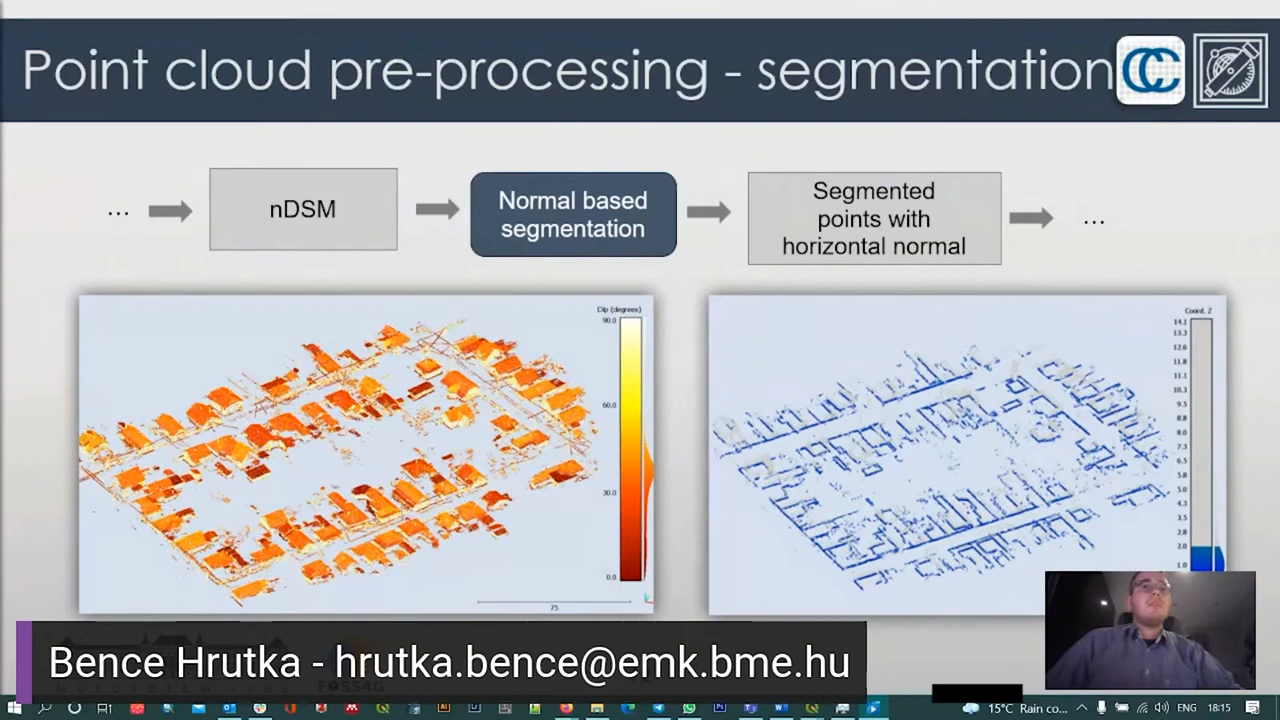 Point cloud pre-processing - segmentation
...
nDSM
Normal based
segmentation
Segmented
points with
horizontal normal
...
Dip (degrees)
90.0
60.0
30.0
0.0
75
Coord. Z
14.1
13.3
12.6
11.8
11.1
10.3
9.5
8.8
8.0
7.3
6.5
5.8
5.0
4.3
3.5
2.8
2.0
1.0
Bence Hrutka - hrutka.bence@emk.bme.hu
FOSS4G
15°C Rain co...
ENG
18:15